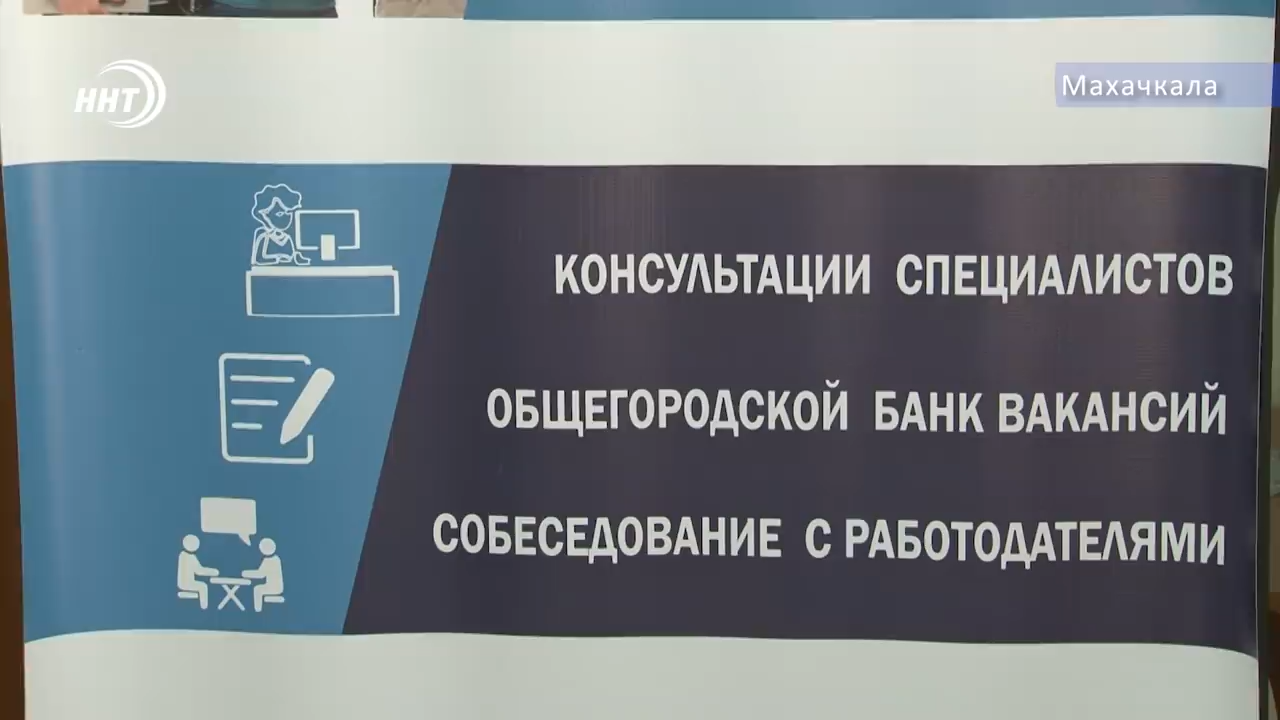 ННТ
Махачкала
КОНСУЛЬТАЦИИ СПЕЦИАЛИСТОВ
ОБЩЕГОРОДСКОЙ БАНК ВАКАНСИЙ
СОБЕСЕДОВАНИЕ С РАБОТОДАТЕЛЯМИ